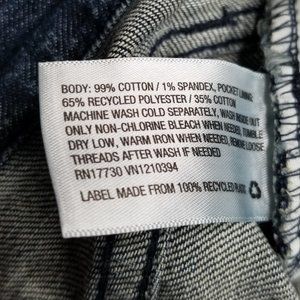 BODY: 99% COTTON / 1% SPANDEX, POCKET LINING:
65% RECYCLED POLYESTER / 35% COTTON
MACHINE WASH COLD SEPARATELY, WASH INSIDE OUT
ONLY NON-CHLORINE BLEACH WHEN NEEDED, TUMBLE
DRY LOW, WARM IRON WHEN NEEDED, REMOVE LOOSE
THREADS AFTER WASH IF NEEDED
RN17730 VN1210394
LABEL MADE FROM 100% RECYCLED PLASTIC